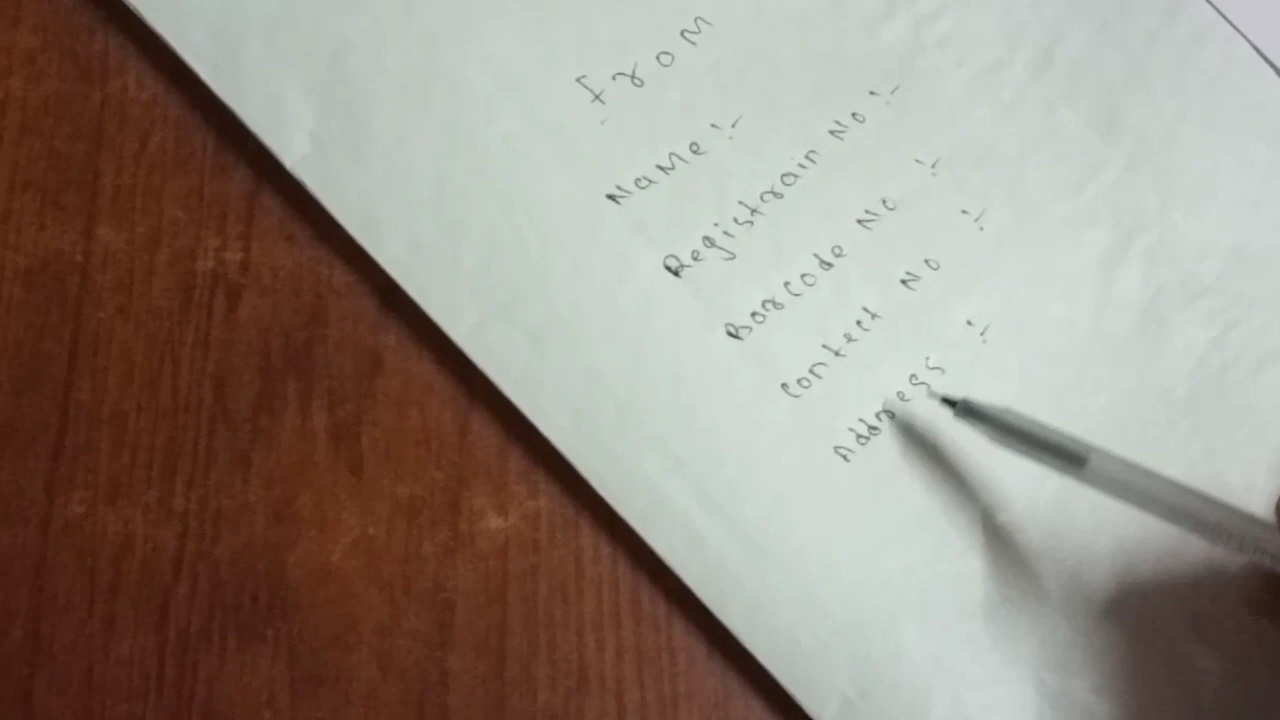 from
Name :-
Registrain No :-
Barcode No :-
Contect No :-
Address :-